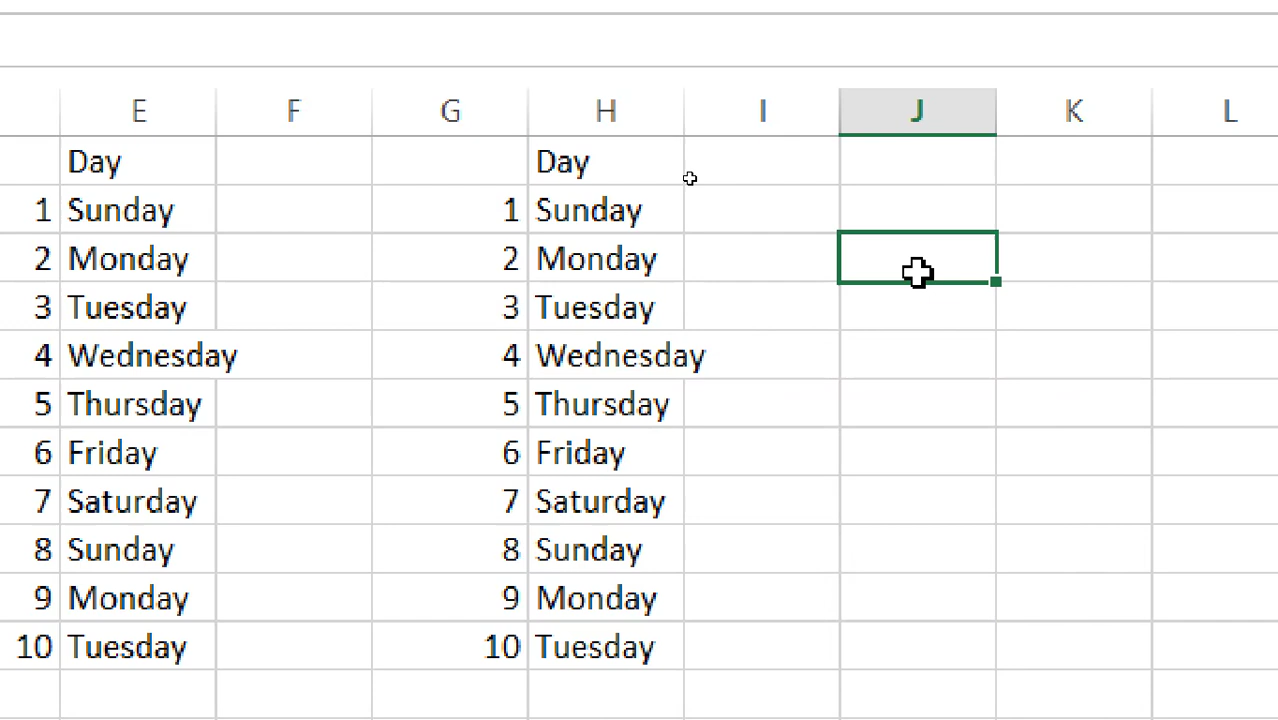 E F G H I J K L
Day Day
1 Sunday 1 Sunday
2 Monday 2 Monday
3 Tuesday 3 Tuesday
4 Wednesday 4 Wednesday
5 Thursday 5 Thursday
6 Friday 6 Friday
7 Saturday 7 Saturday
8 Sunday 8 Sunday
9 Monday 9 Monday
10 Tuesday 10 Tuesday